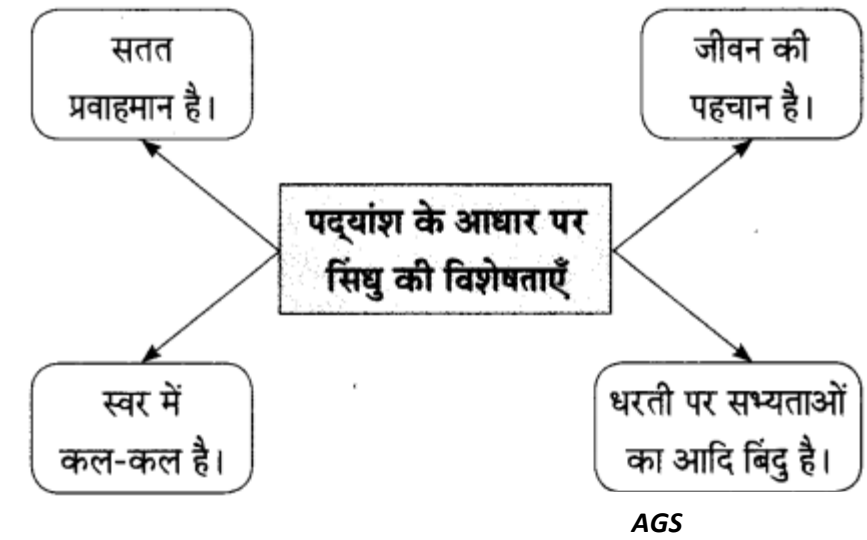 सतत
प्रवाहमान है।
जीवन की
पहचान है।
पद्‌यांश के आधार पर
सिंधु की विशेषताएँ
स्वर में
कल-कल है।
धरती पर सभ्यताओं
का आदि बिंदु है।
AGS